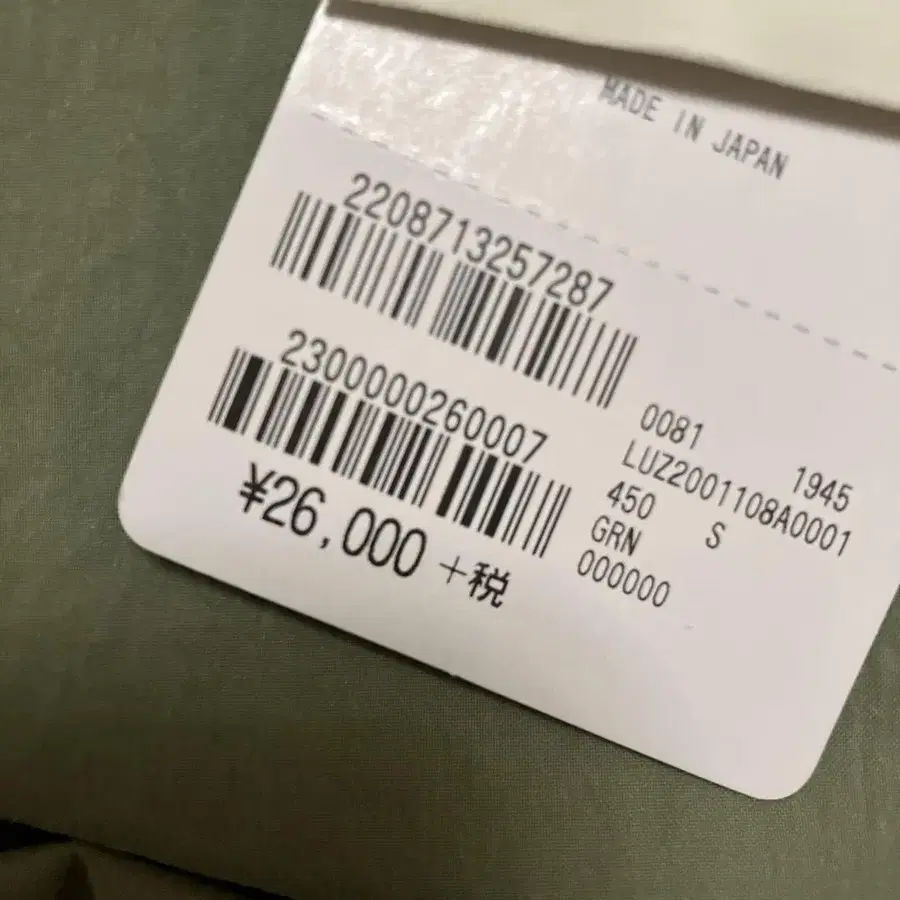 MADE IN JAPAN
2208713257287
2300000260007
¥26,000 +税
0081 1945
LUZ2001108A0001
450 S
GRN
000000